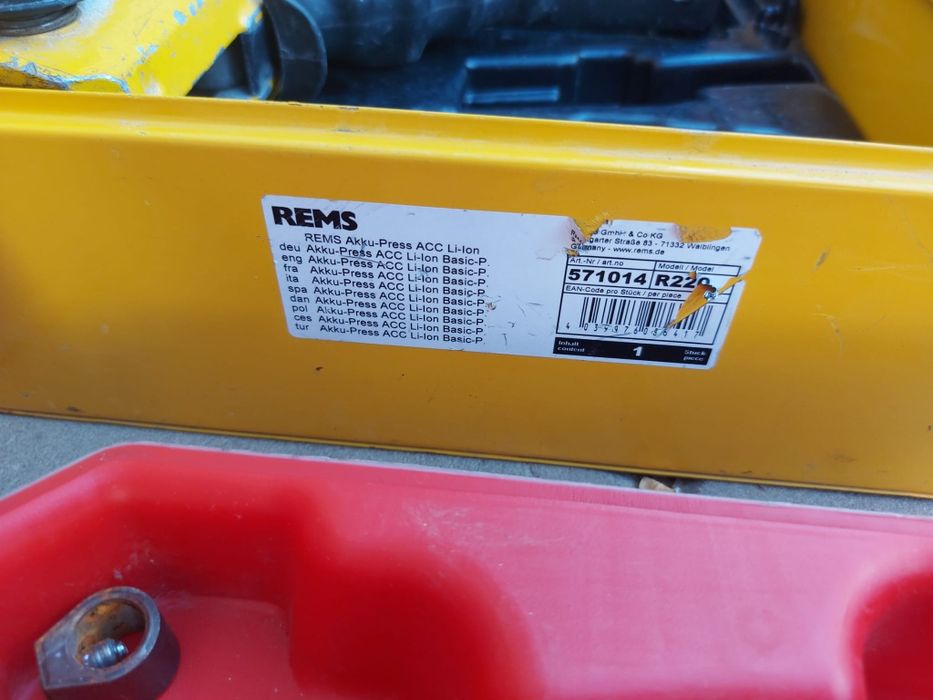 REMS
REMS Akku-Press ACC Li-Ion
deu Akku-Press ACC Li-Ion Basic-P.
eng Akku-Press ACC Li-Ion Basic-P.
fra Akku-Press ACC Li-Ion Basic-P.
ita Akku-Press ACC Li-Ion Basic-P.
spa Akku-Press ACC Li-Ion Basic-P.
dan Akku-Press ACC Li-Ion Basic-P.
pol Akku-Press ACC Li-Ion Basic-P.
ces Akku-Press ACC Li-Ion Basic-P.
tur Akku-Press ACC Li-Ion Basic-P.
GmbH & Co KG
Straße 83 - 71332 Waiblingen
Germany - www.rems.de
Art.-Nr / art.no Modell / Model
571014 R220
EAN-Code pro Stück / per piece
Inhalt 1 Stück
content piece